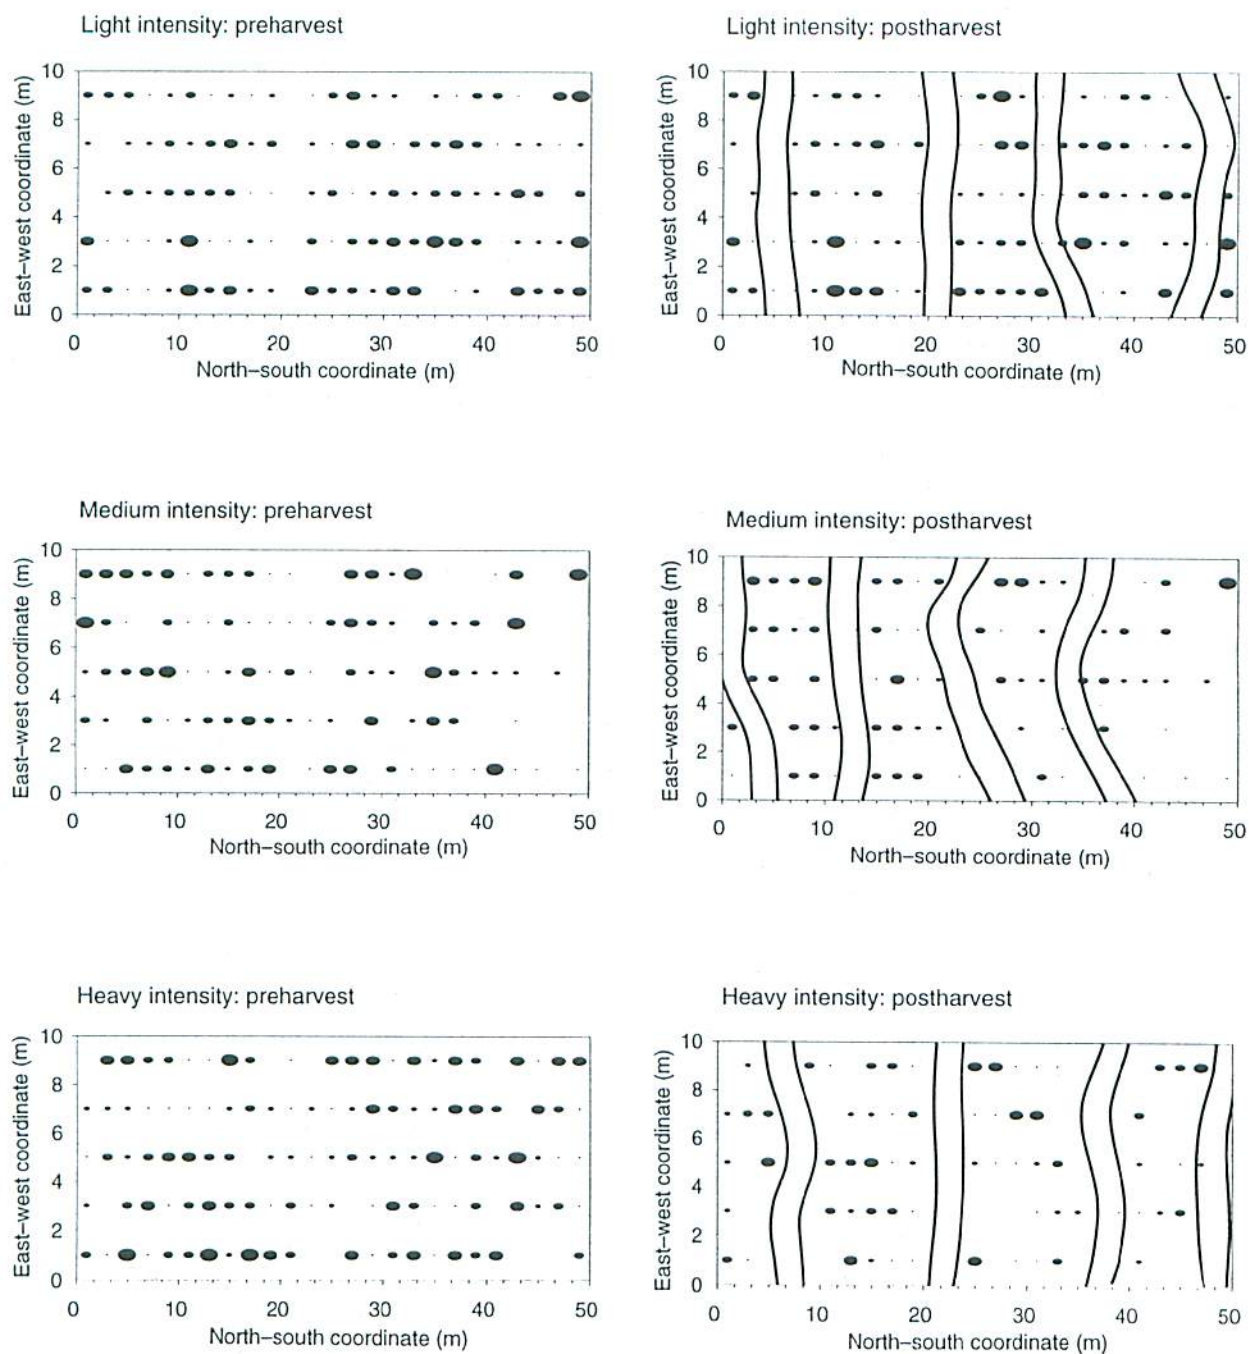 Light intensity: preharvest
East–west coordinate (m)
10
8
6
4
2
0
0 10 20 30 40 50
North–south coordinate (m)
Light intensity: postharvest
East–west coordinate (m)
10
8
6
4
2
0
0 10 20 30 40 50
North–south coordinate (m)
Medium intensity: preharvest
East–west coordinate (m)
10
8
6
4
2
0
0 10 20 30 40 50
North–south coordinate (m)
Medium intensity: postharvest
East–west coordinate (m)
10
8
6
4
2
0
0 10 20 30 40 50
North–south coordinate (m)
Heavy intensity: preharvest
East–west coordinate (m)
10
8
6
4
2
0
0 10 20 30 40 50
North–south coordinate (m)
Heavy intensity: postharvest
East–west coordinate (m)
10
8
6
4
2
0
0 10 20 30 40 50
North–south coordinate (m)